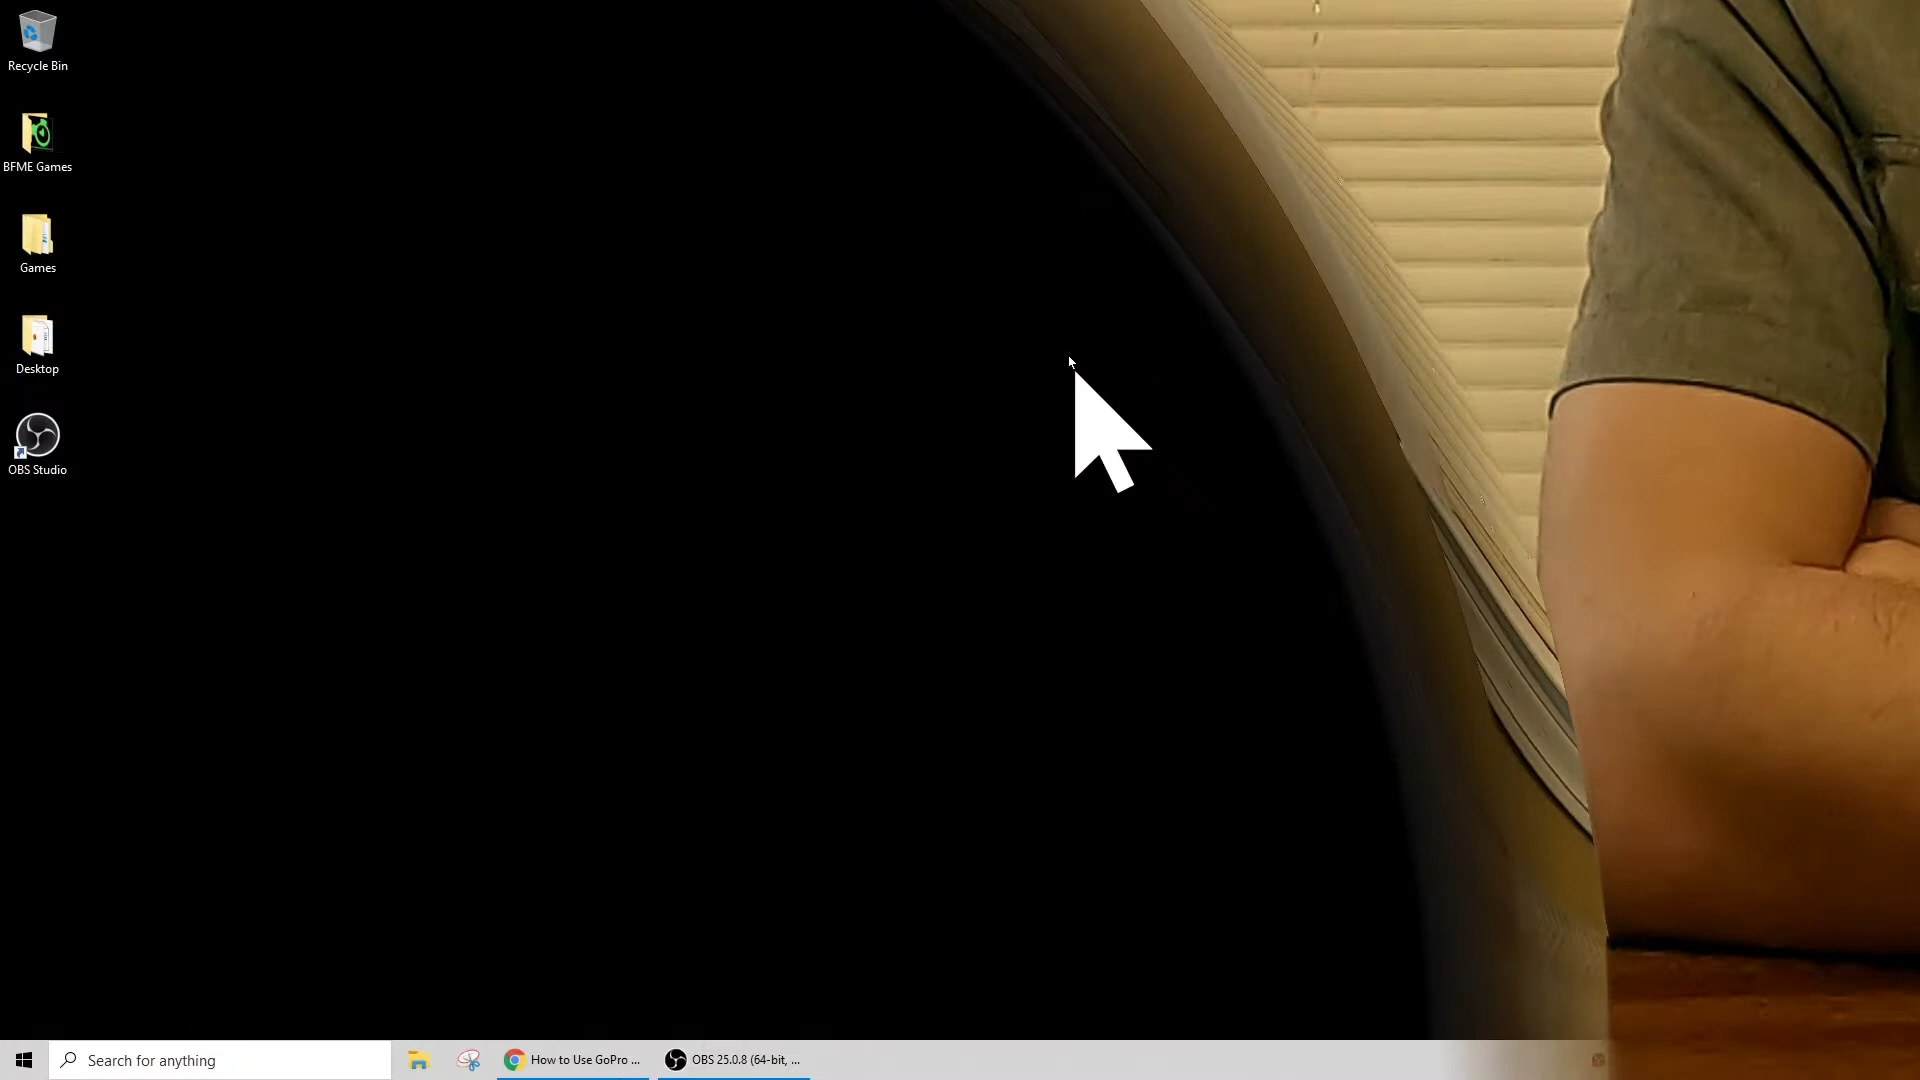 Recycle Bin
BFME Games
Games
Desktop
OBS Studio
Search for anything
How to Use GoPro ...
OBS 25.0.8 (64-bit, ...